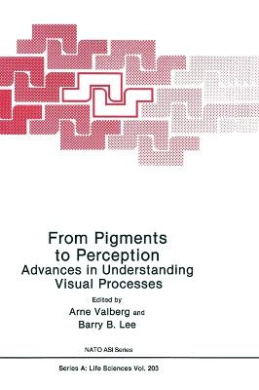 From Pigments
to Perception
Advances in Understanding
Visual Processes
Edited by
Arne Valberg and
Barry B. Lee
NATO ASI Series
Series A: Life Sciences Vol. 203